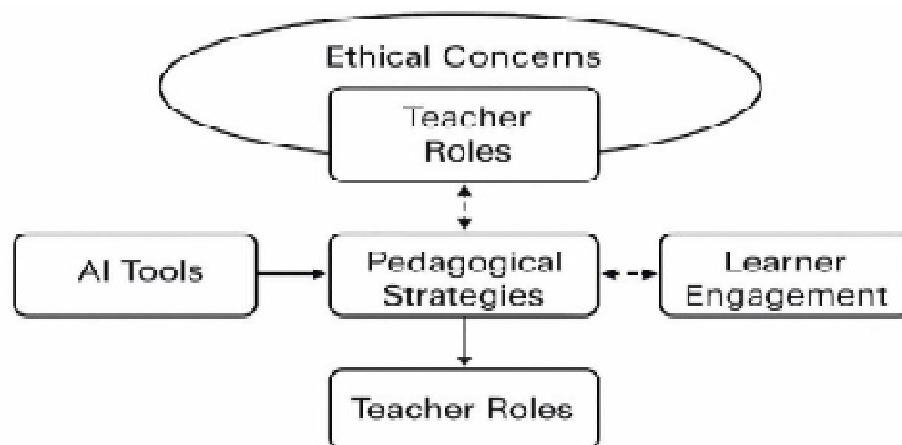 Ethical Concerns
Teacher
Roles
AI Tools
Pedagogical
Strategies
Learner
Engagement
Teacher Roles